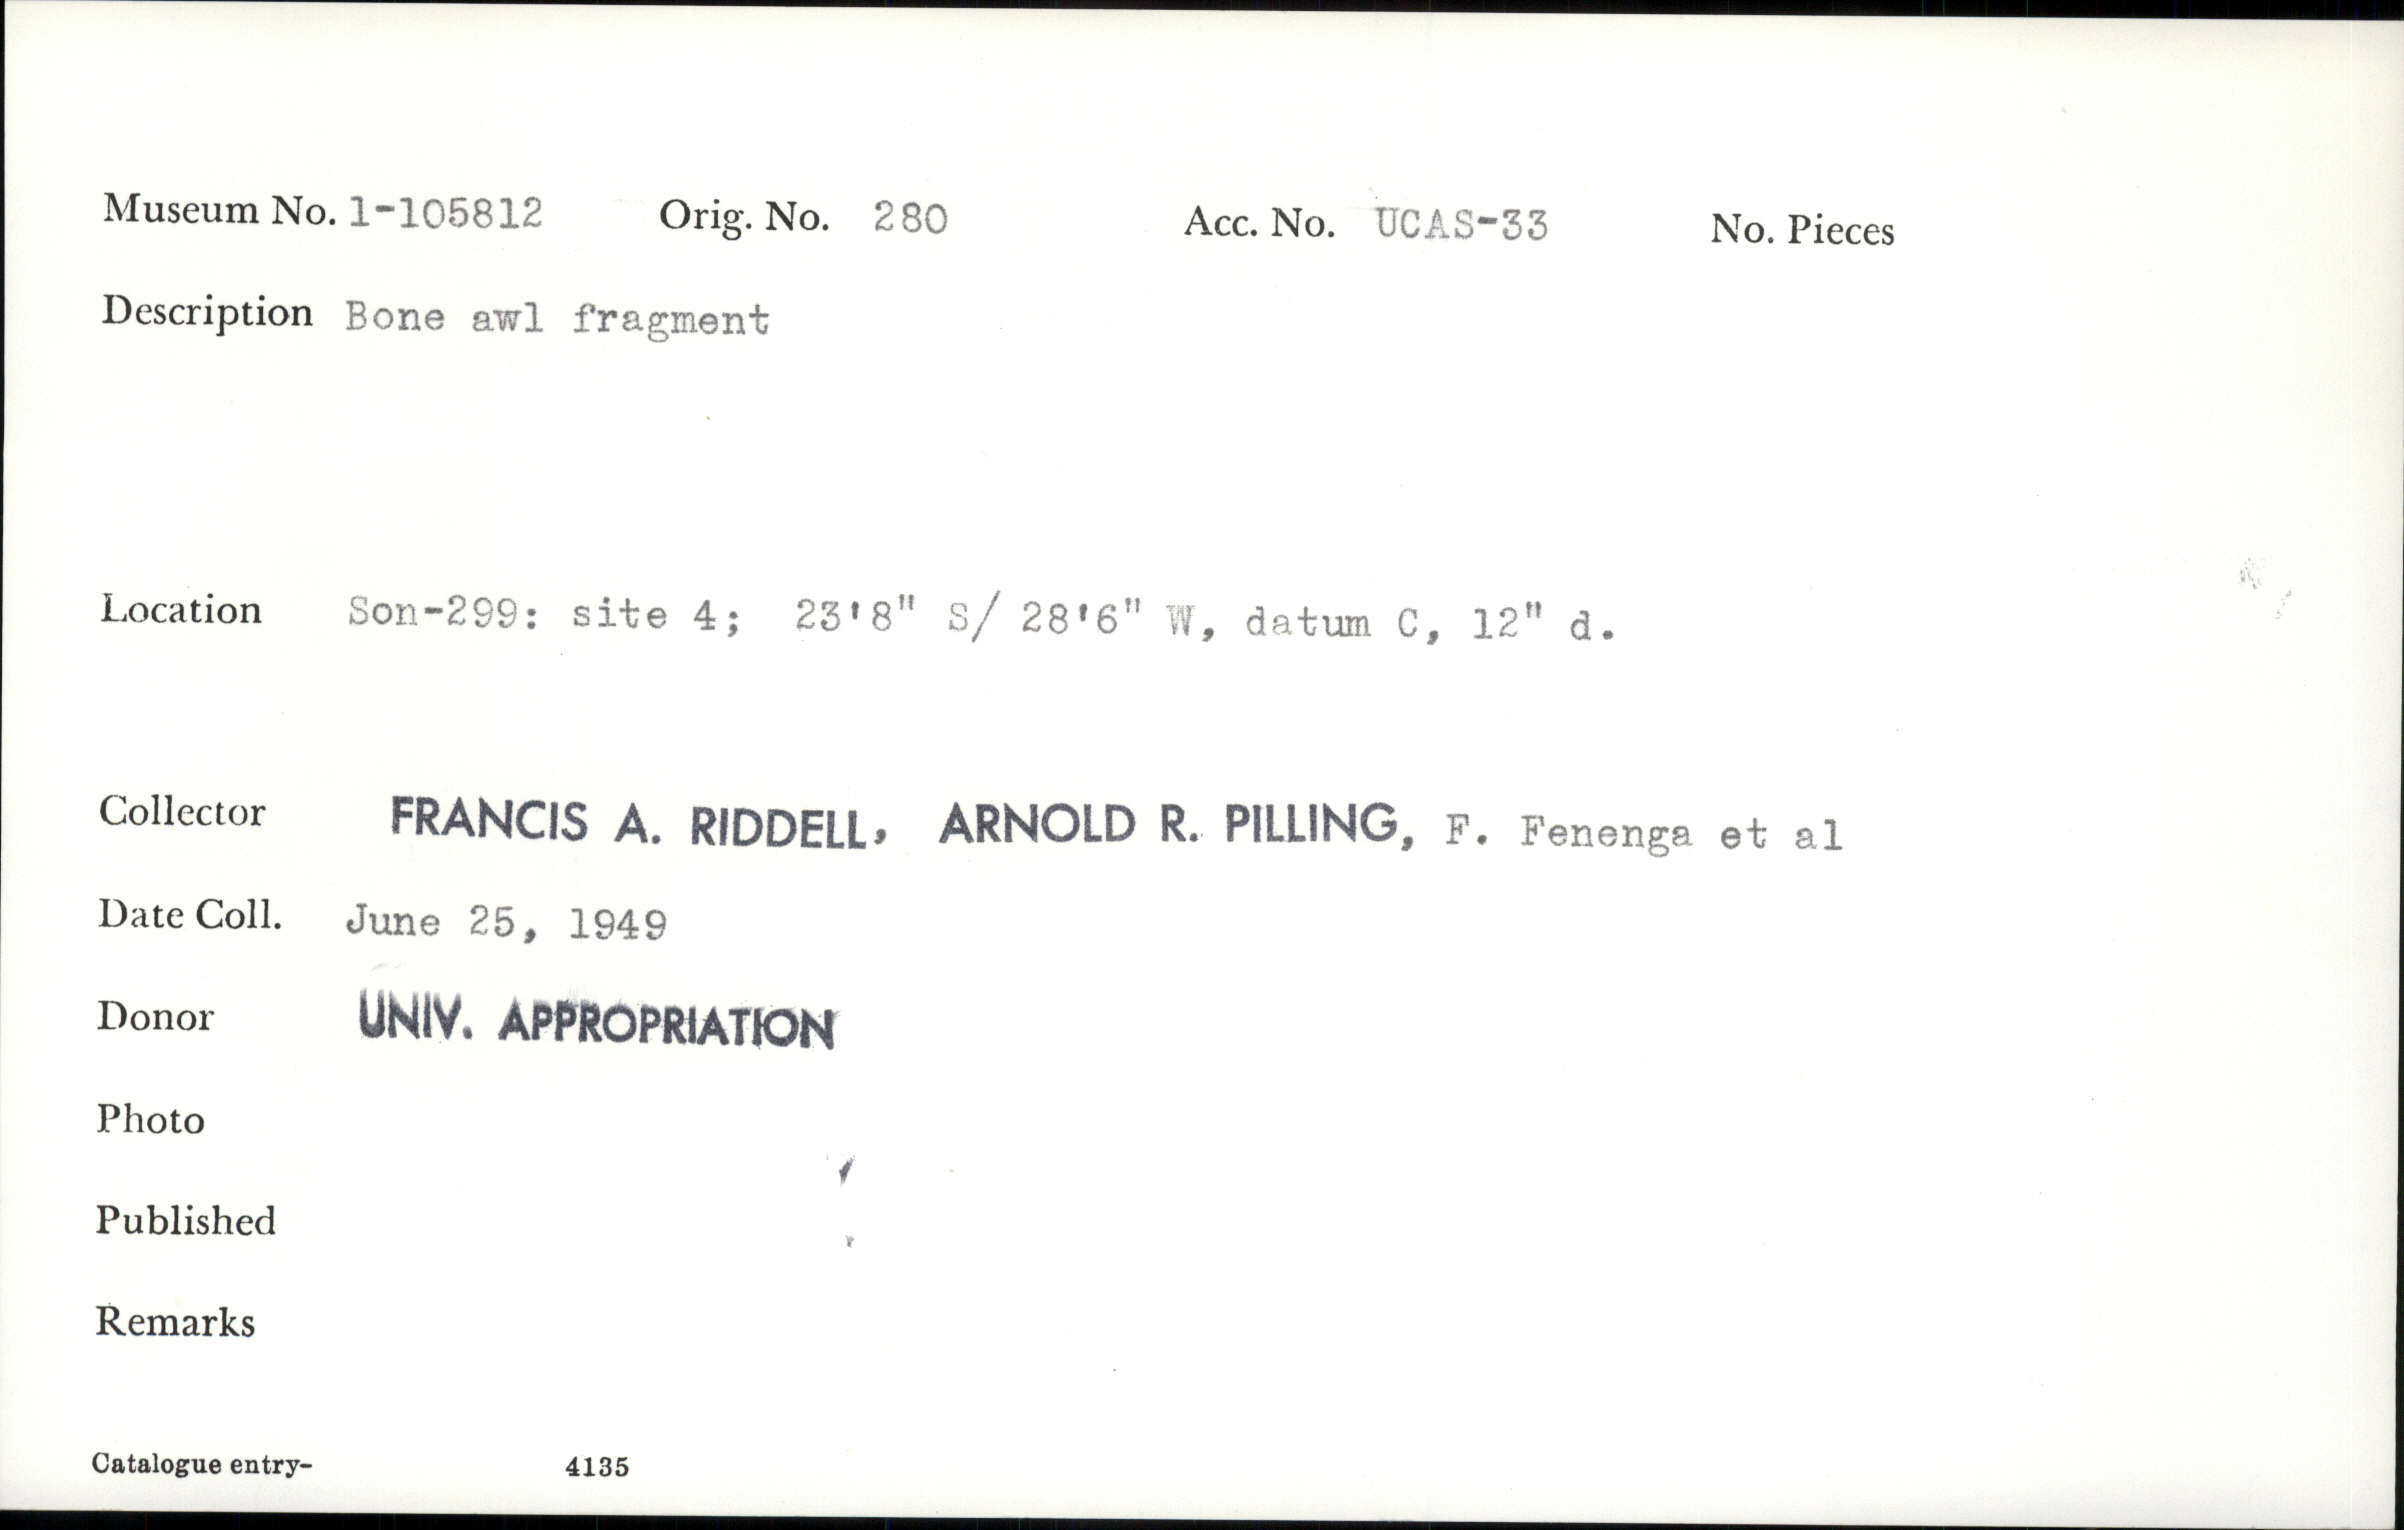 Museum No. 1-105812 Orig. No. 280 Acc. No. UCAS-33 No. Pieces
Description Bone awl fragment
Location Son-299: site 4; 23'8" S/ 28'6" W, datum C, 12" d.
Collector FRANCIS A. RIDDELL, ARNOLD R. PILLING, F. Fenenga et al
Date Coll. June 25, 1949
Donor UNIV. APPROPRIATION
Photo
Published
Remarks
Catalogue entry- 4135